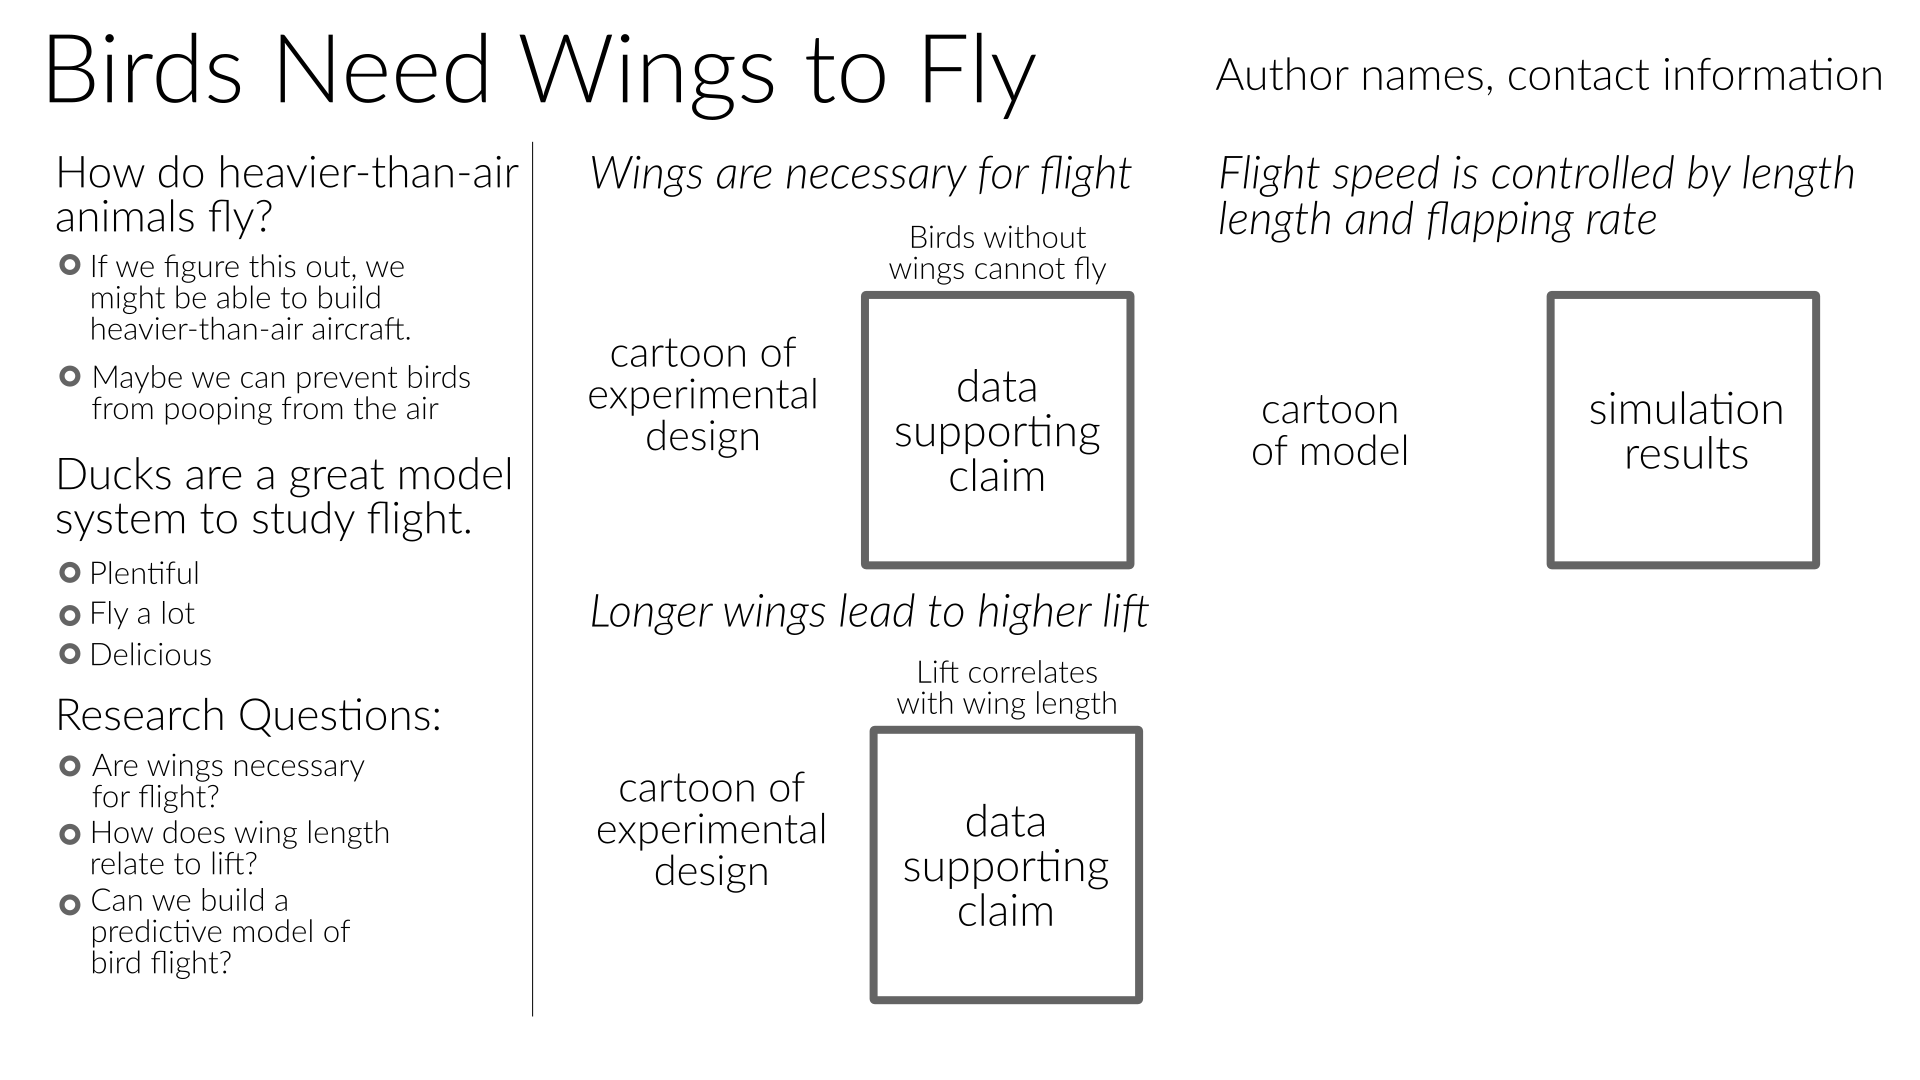 Birds Need Wings to Fly
Author names, contact information
How do heavier-than-air
animals fly?
If we figure this out, we
might be able to build
heavier-than-air aircraft.
Maybe we can prevent birds
from pooping from the air
Ducks are a great model
system to study flight.
Plentiful
Fly a lot
Delicious
Research Questions:
Are wings necessary
for flight?
How does wing length
relate to lift?
Can we build a
predictive model of
bird flight?
Wings are necessary for flight
Birds without
wings cannot fly
cartoon of
experimental
design
data
supporting
claim
Longer wings lead to higher lift
Lift correlates
with wing length
cartoon of
experimental
design
data
supporting
claim
Flight speed is controlled by length
length and flapping rate
cartoon
of model
simulation
results